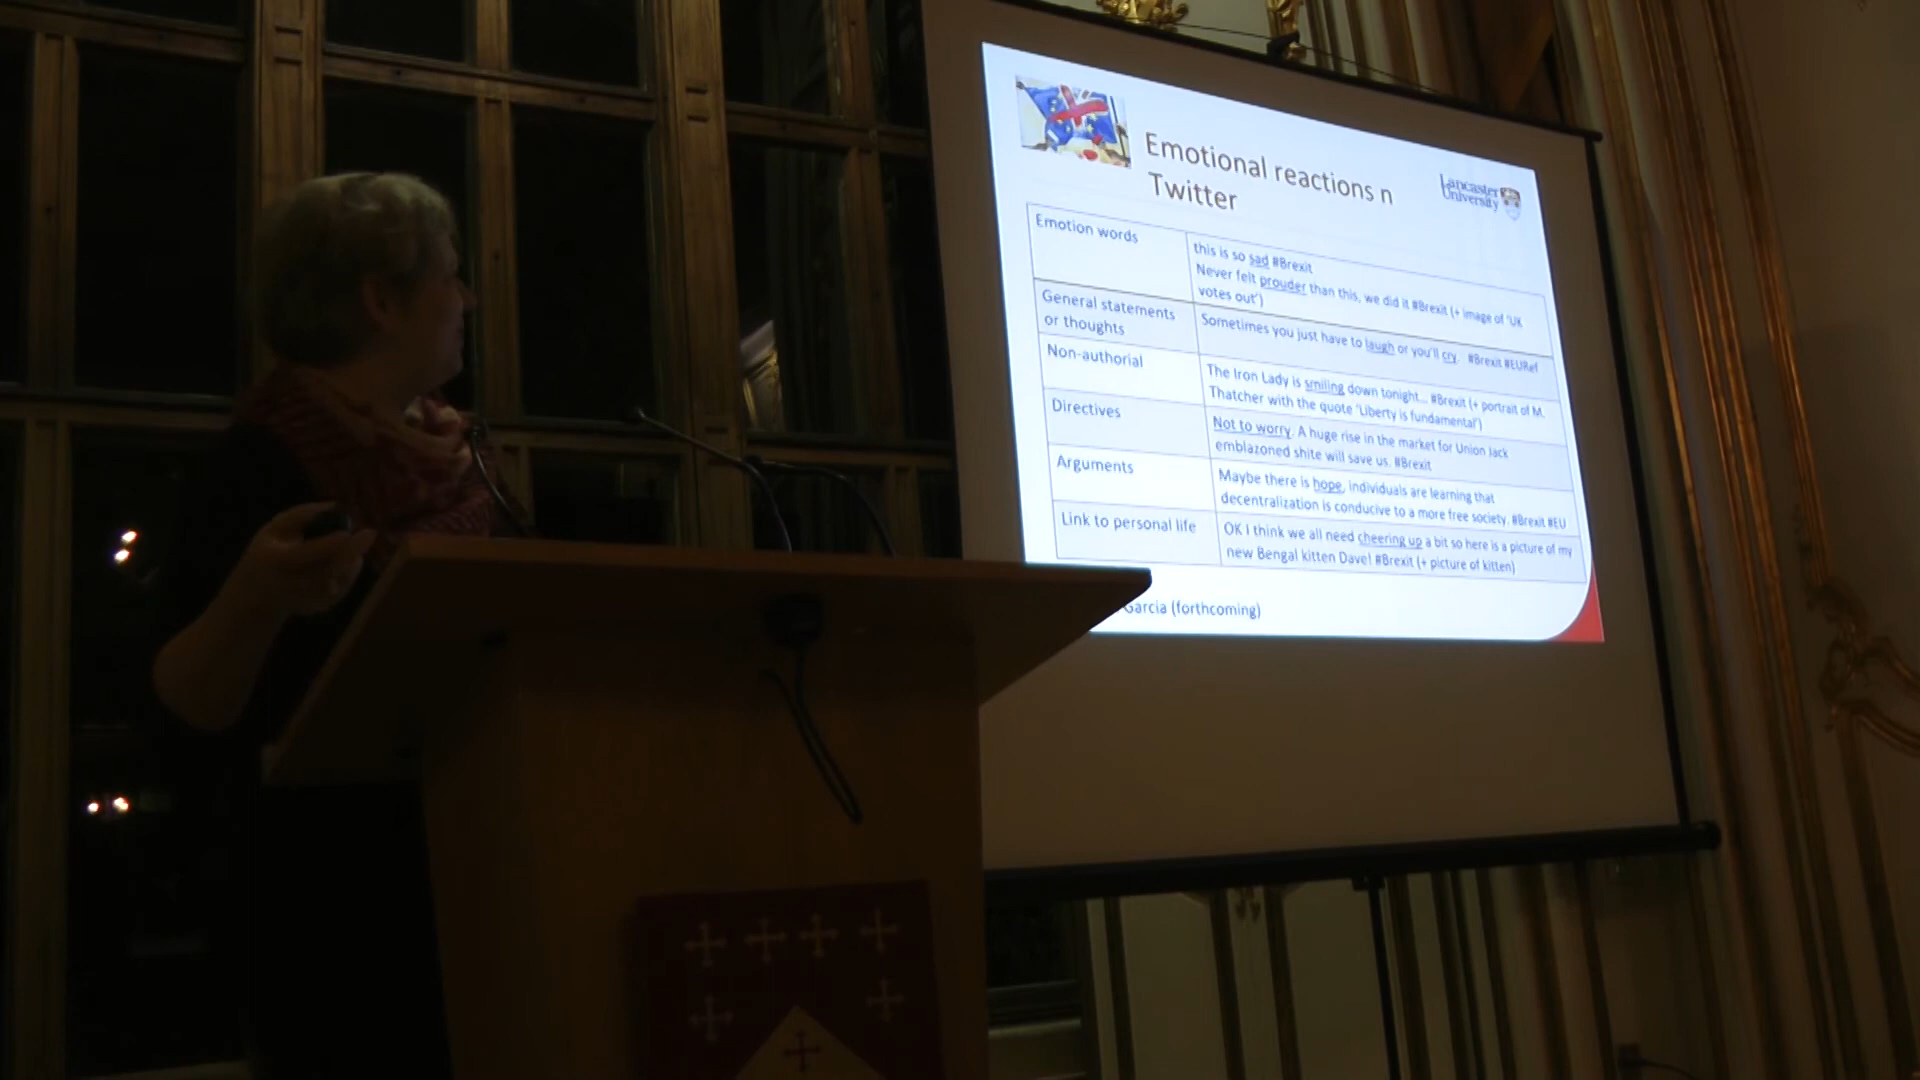 Emotional reactions n
Twitter
Lancaster
University
Emotion words
this is so sad #Brexit
Never felt prouder than this, we did it #Brexit (+ image of 'UK
votes out')
General statements
or thoughts
Sometimes you just have to laugh or you'll cry. #Brexit #EURef
Non-authorial
The Iron Lady is smiling down tonight... #Brexit (+ portrait of M.
Thatcher with the quote 'Liberty is fundamental')
Directives
Not to worry. A huge rise in the market for Union Jack
emblazoned shite will save us. #Brexit
Arguments
Maybe there is hope, individuals are learning that
decentralization is conducive to a more free society. #Brexit #EU
Link to personal life
OK I think we all need cheering up a bit so here is a picture of my
new Bengal kitten Dave! #Brexit (+ picture of kitten)
Garcia (forthcoming)